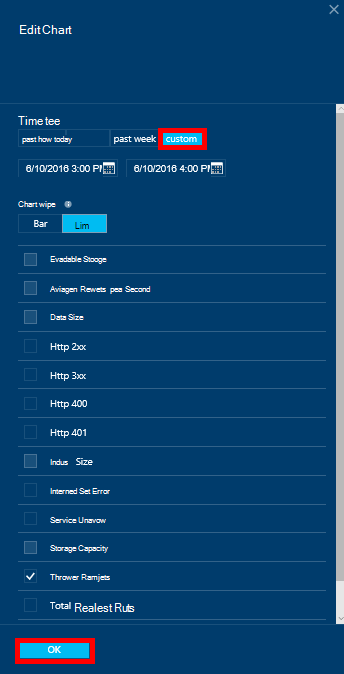 Edit Chart
Time tee
past how today past week custom
6/10/2016 3:00 PM 6/10/2016 4:00 PM
Chart wipe
Bar Lim
Evadable Stooge
Aviagen Rewets pea Second
Data Size
Http 2xx
Http 3xx
Http 400
Http 401
Indus Size
Interned Set Error
Service Unavow
Storage Capacity
Thrower Ramjets
Total Realest Ruts
OK